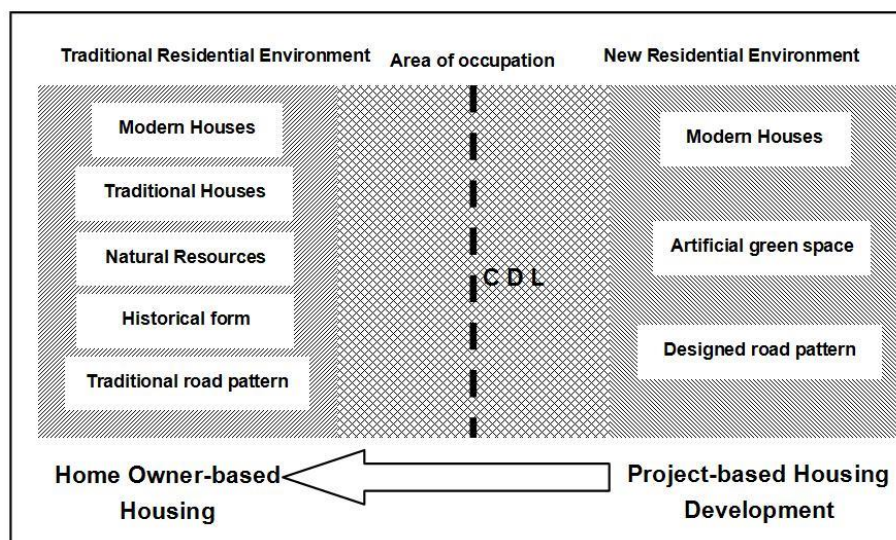 Traditional Residential Environment
Area of occupation
New Residential Environment
Modern Houses
Traditional Houses
Natural Resources
Historical form
Traditional road pattern
C D L
Modern Houses
Artificial green space
Designed road pattern
Home Owner-based
Housing
Project-based Housing
Development